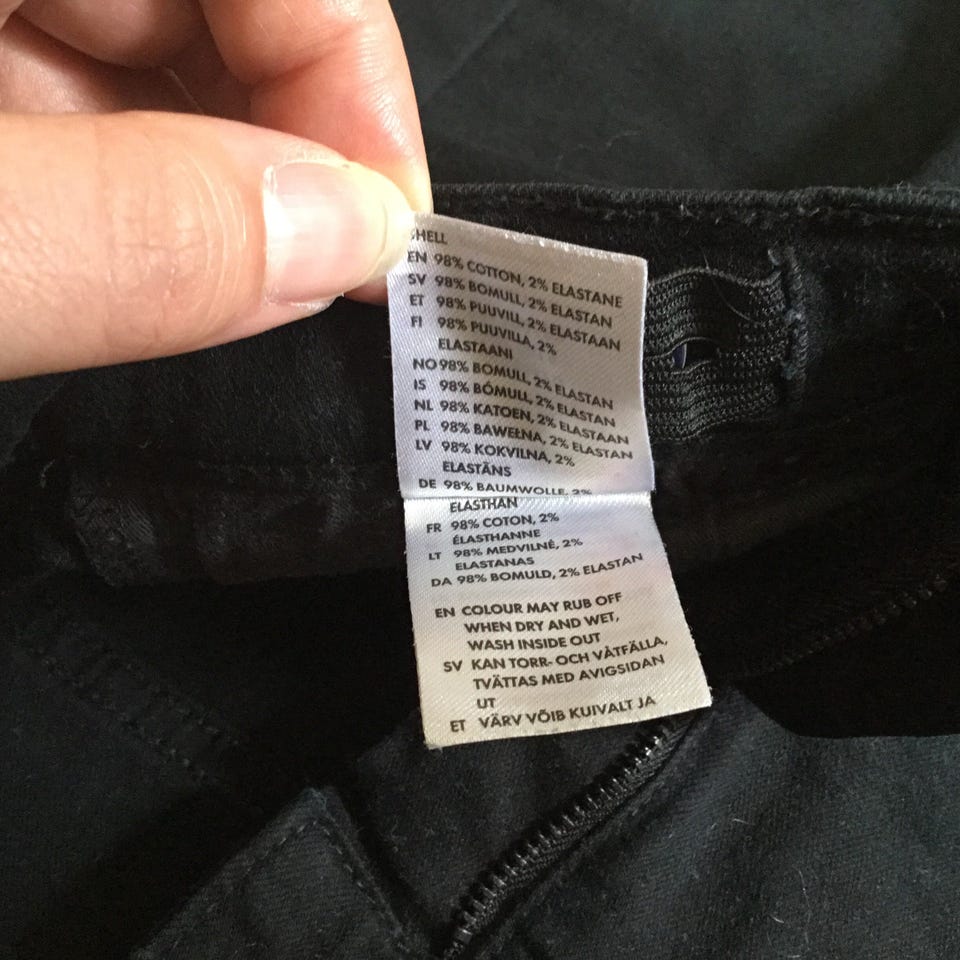 SHELL
EN 98% COTTON, 2% ELASTANE
SV 98% BOMULL, 2% ELASTAN
ET 98% PUUVILL, 2% ELASTAAN
FI 98% PUUVILLA, 2%
ELASTAANI
NO 98% BOMULL, 2% ELASTAN
IS 98% BÓMULL, 2% ELASTAN
NL 98% KATOEN, 2% ELASTAAN
PL 98% BAWEŁNA, 2% ELASTAN
LV 98% KOKVILNA, 2%
ELASTĀNS
DE 98% BAUMWOLLE, 2%
ELASTHAN
FR 98% COTON, 2%
ÉLASTHANNE
LT 98% MEDVILNĖ, 2%
ELASTANAS
DA 98% BOMULD, 2% ELASTAN
EN COLOUR MAY RUB OFF
WHEN DRY AND WET,
WASH INSIDE OUT
SV KAN TORR- OCH VÅTFÄLLA,
TVÄTTAS MED AVIGSIDAN
UT
ET VÄRV VÕIB KUIVALT JA